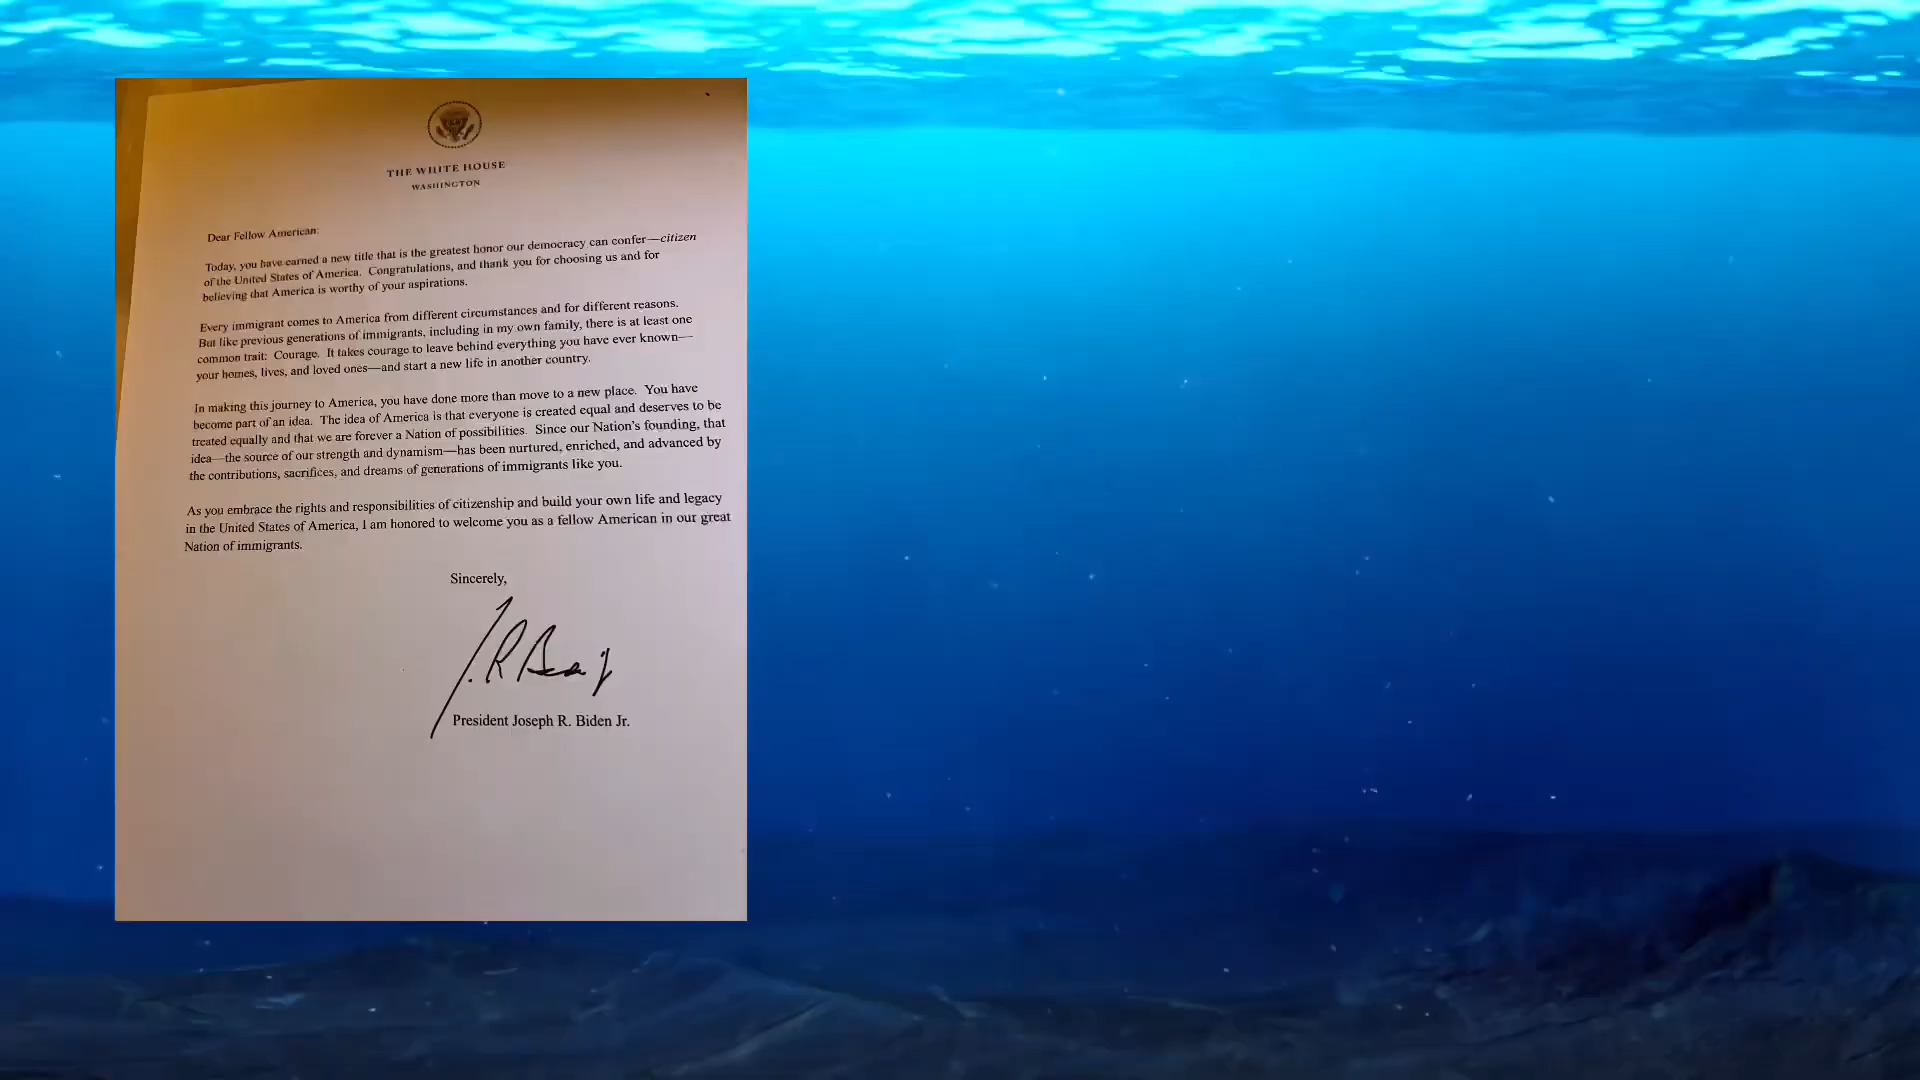 THE WHITE HOUSE
WASHINGTON
Dear Fellow American:
Today, you have earned a new title that is the greatest honor our democracy can confer—citizen
of the United States of America. Congratulations, and thank you for choosing us and for
believing that America is worthy of your aspirations.
Every immigrant comes to America from different circumstances and for different reasons.
But like previous generations of immigrants, including in my own family, there is at least one
common trait: Courage. It takes courage to leave behind everything you have ever known—
your homes, lives, and loved ones—and start a new life in another country.
In making this journey to America, you have done more than move to a new place. You have
become part of an idea. The idea of America is that everyone is created equal and deserves to be
treated equally and that we are forever a Nation of possibilities. Since our Nation's founding, that
idea—the source of our strength and dynamism—has been nurtured, enriched, and advanced by
the contributions, sacrifices, and dreams of generations of immigrants like you.
As you embrace the rights and responsibilities of citizenship and build your own life and legacy
in the United States of America, I am honored to welcome you as a fellow American in our great
Nation of immigrants.
Sincerely,
President Joseph R. Biden Jr.